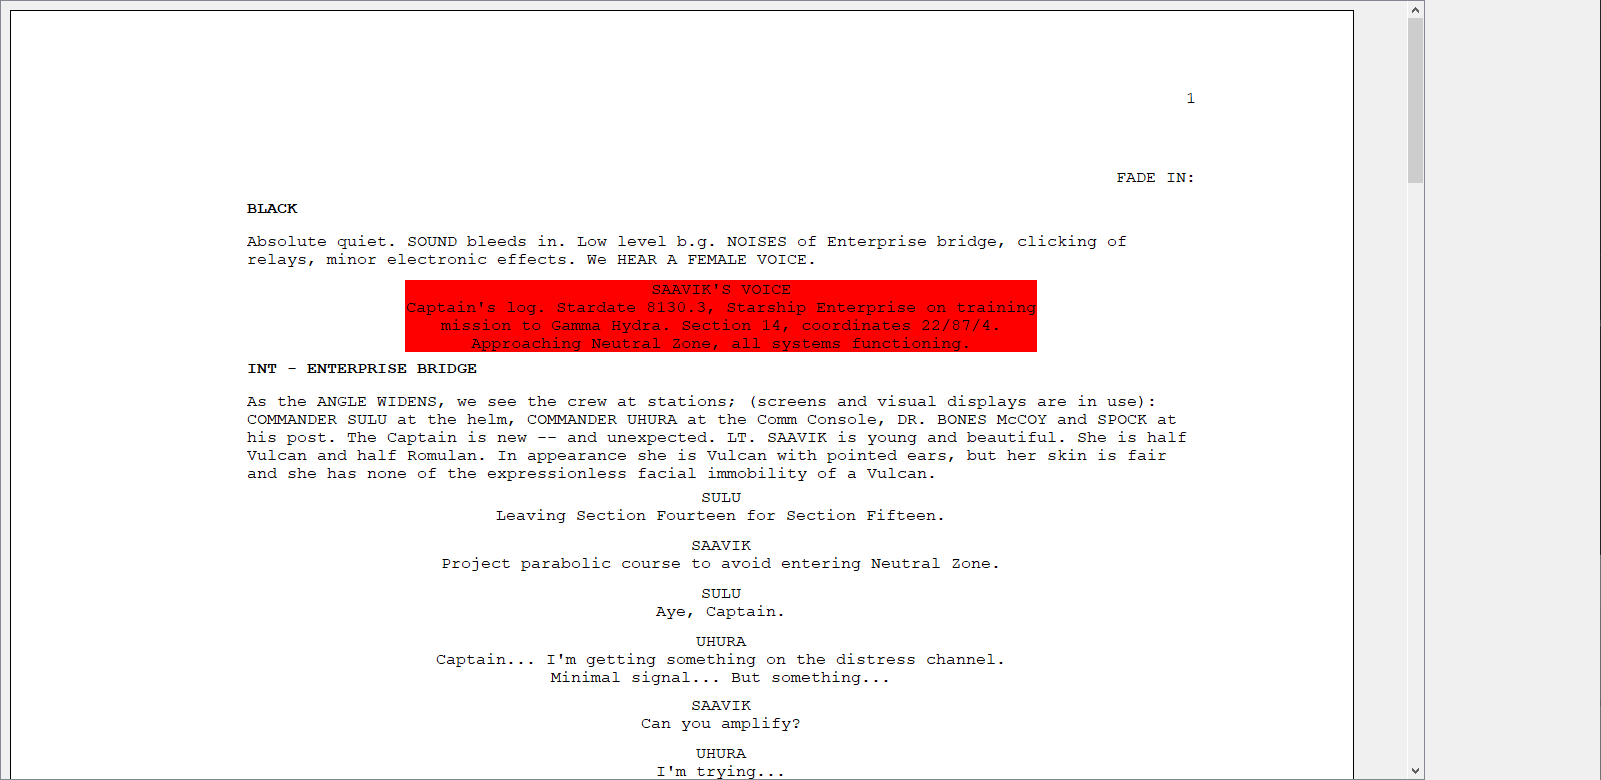 1
FADE IN:
BLACK
Absolute quiet. SOUND bleeds in. Low level b.g. NOISES of Enterprise bridge, clicking of
relays, minor electronic effects. We HEAR A FEMALE VOICE.
SAAVIK'S VOICE
Captain's log. Stardate 8130.3, Starship Enterprise on training
mission to Gamma Hydra. Section 14, coordinates 22/87/4.
Approaching Neutral Zone, all systems functioning.
INT - ENTERPRISE BRIDGE
As the ANGLE WIDENS, we see the crew at stations; (screens and visual displays are in use):
COMMANDER SULU at the helm, COMMANDER UHURA at the Comm Console, DR. BONES McCOY and SPOCK at
his post. The Captain is new -- and unexpected. LT. SAAVIK is young and beautiful. She is half
Vulcan and half Romulan. In appearance she is Vulcan with pointed ears, but her skin is fair
and she has none of the expressionless facial immobility of a Vulcan.
SULU
Leaving Section Fourteen for Section Fifteen.
SAAVIK
Project parabolic course to avoid entering Neutral Zone.
SULU
Aye, Captain.
UHURA
Captain... I'm getting something on the distress channel.
Minimal signal... But something...
SAAVIK
Can you amplify?
UHURA
I'm trying...